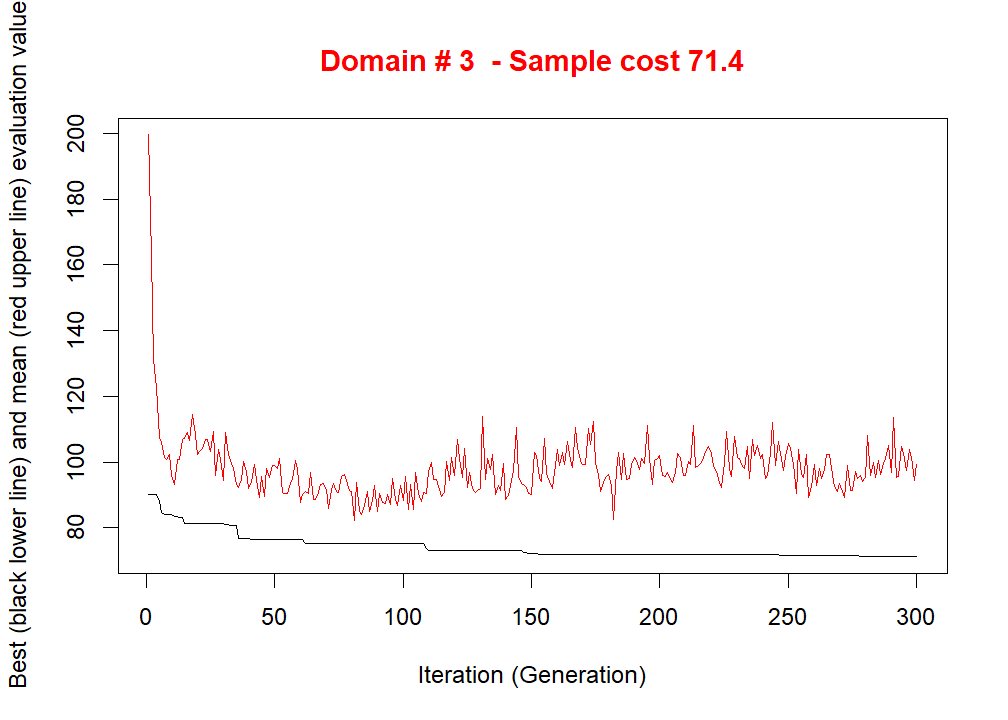 Domain # 3  - Sample cost 71.4
Best (black lower line) and mean (red upper line) evaluation value
200
180
160
140
120
100
80
0 50 100 150 200 250 300
Iteration (Generation)